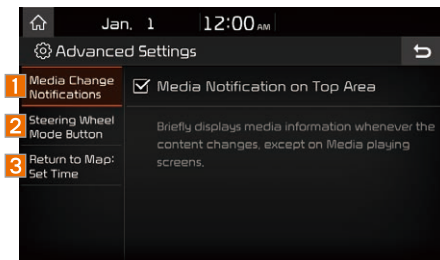 Jan. 1 12:00 AM
Advanced Settings
1 Media Change
Notifications
Media Notification on Top Area
2 Steering Wheel
Mode Button
Briefly displays media information whenever the
content changes, except on Media playing
screens.
3 Return to Map:
Set Time